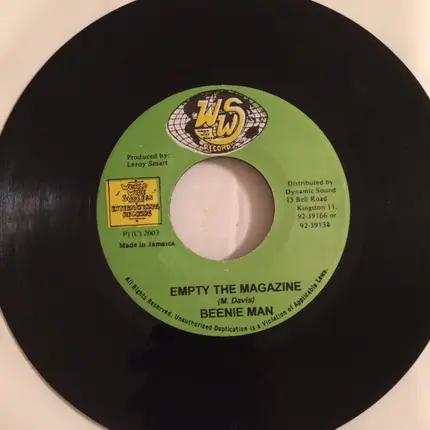 WWS
RECORDS
Produced by:
Leroy Smart
Distributed by
Dynamic Sound
15 Bell Road
Kingston 11,
92-39166 or
92-39138
P) (C) 2003
Made in Jamaica
EMPTY THE MAGAZINE
(M. Davis)
BEENIE MAN
All Rights Reserved. Unauthorized Duplication is a Violation of Applicable Laws.